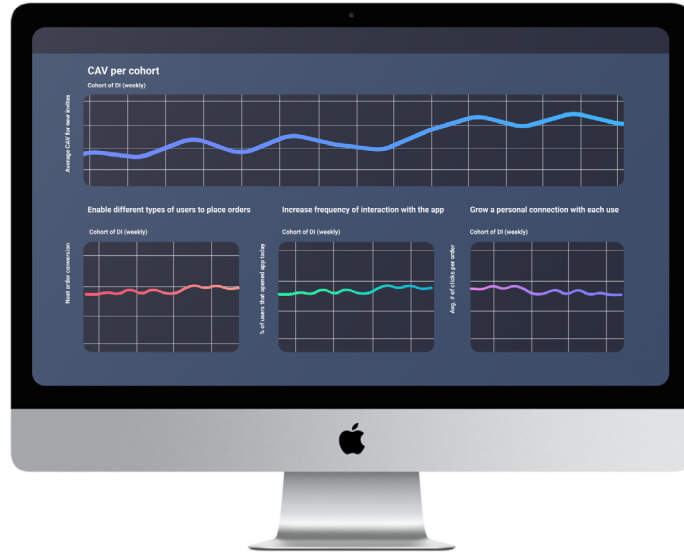 CAV per cohort
Cohort of DI (weekly)
Average CAV for new invites
Enable different types of users to place orders
Increase frequency of interaction with the app
Grow a personal connection with each use
Cohort of DI (weekly)
Cohort of DI (weekly)
Cohort of DI (weekly)
order conversion
% of users that opened app today
Avg. # of clicks per order